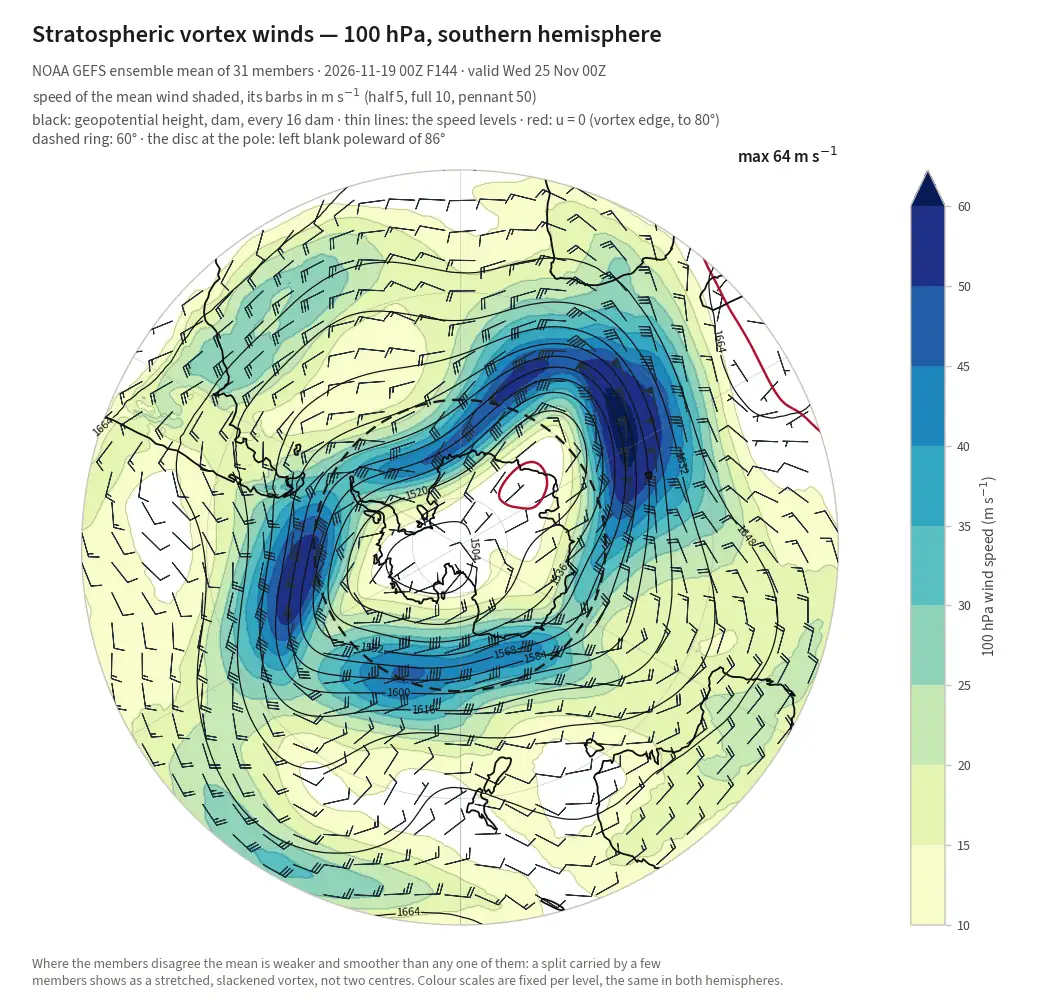 Stratospheric vortex winds — 100 hPa, southern hemisphere
NOAA GEFS ensemble mean of 31 members · 2026-11-19 00Z F144 · valid Wed 25 Nov 00Z
speed of the mean wind shaded, its barbs in m s⁻¹ (half 5, full 10, pennant 50)
black: geopotential height, dam, every 16 dam · thin lines: the speed levels · red: u = 0 (vortex edge, to 80°)
dashed ring: 60° · the disc at the pole: left blank poleward of 86°
max 64 m s⁻¹
60
50
45
40
35
30
25
20
15
10
100 hPa wind speed (m s⁻¹)
1664
1664
1632
1520
1648
1504
1536
1552
1568
1584
1600
1616
1664
Where the members disagree the mean is weaker and smoother than any one of them: a split carried by a few
members shows as a stretched, slackened vortex, not two centres. Colour scales are fixed per level, the same in both hemispheres.